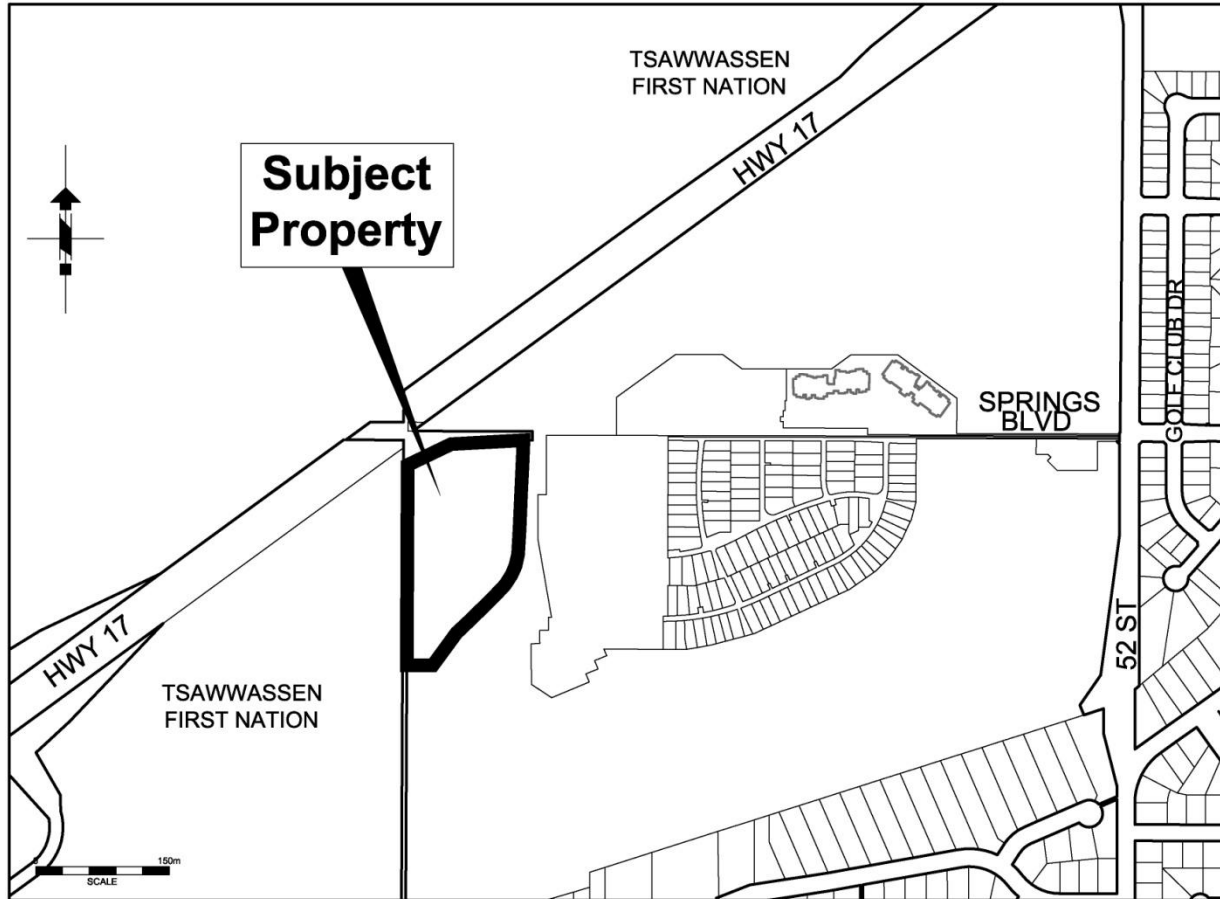 TSAWWASSEN
FIRST NATION
HWY 17
Subject
Property
GOLF CLUB DR
SPRINGS
BLVD
52 ST
HWY 17
TSAWWASSEN
FIRST NATION
0
150m
SCALE